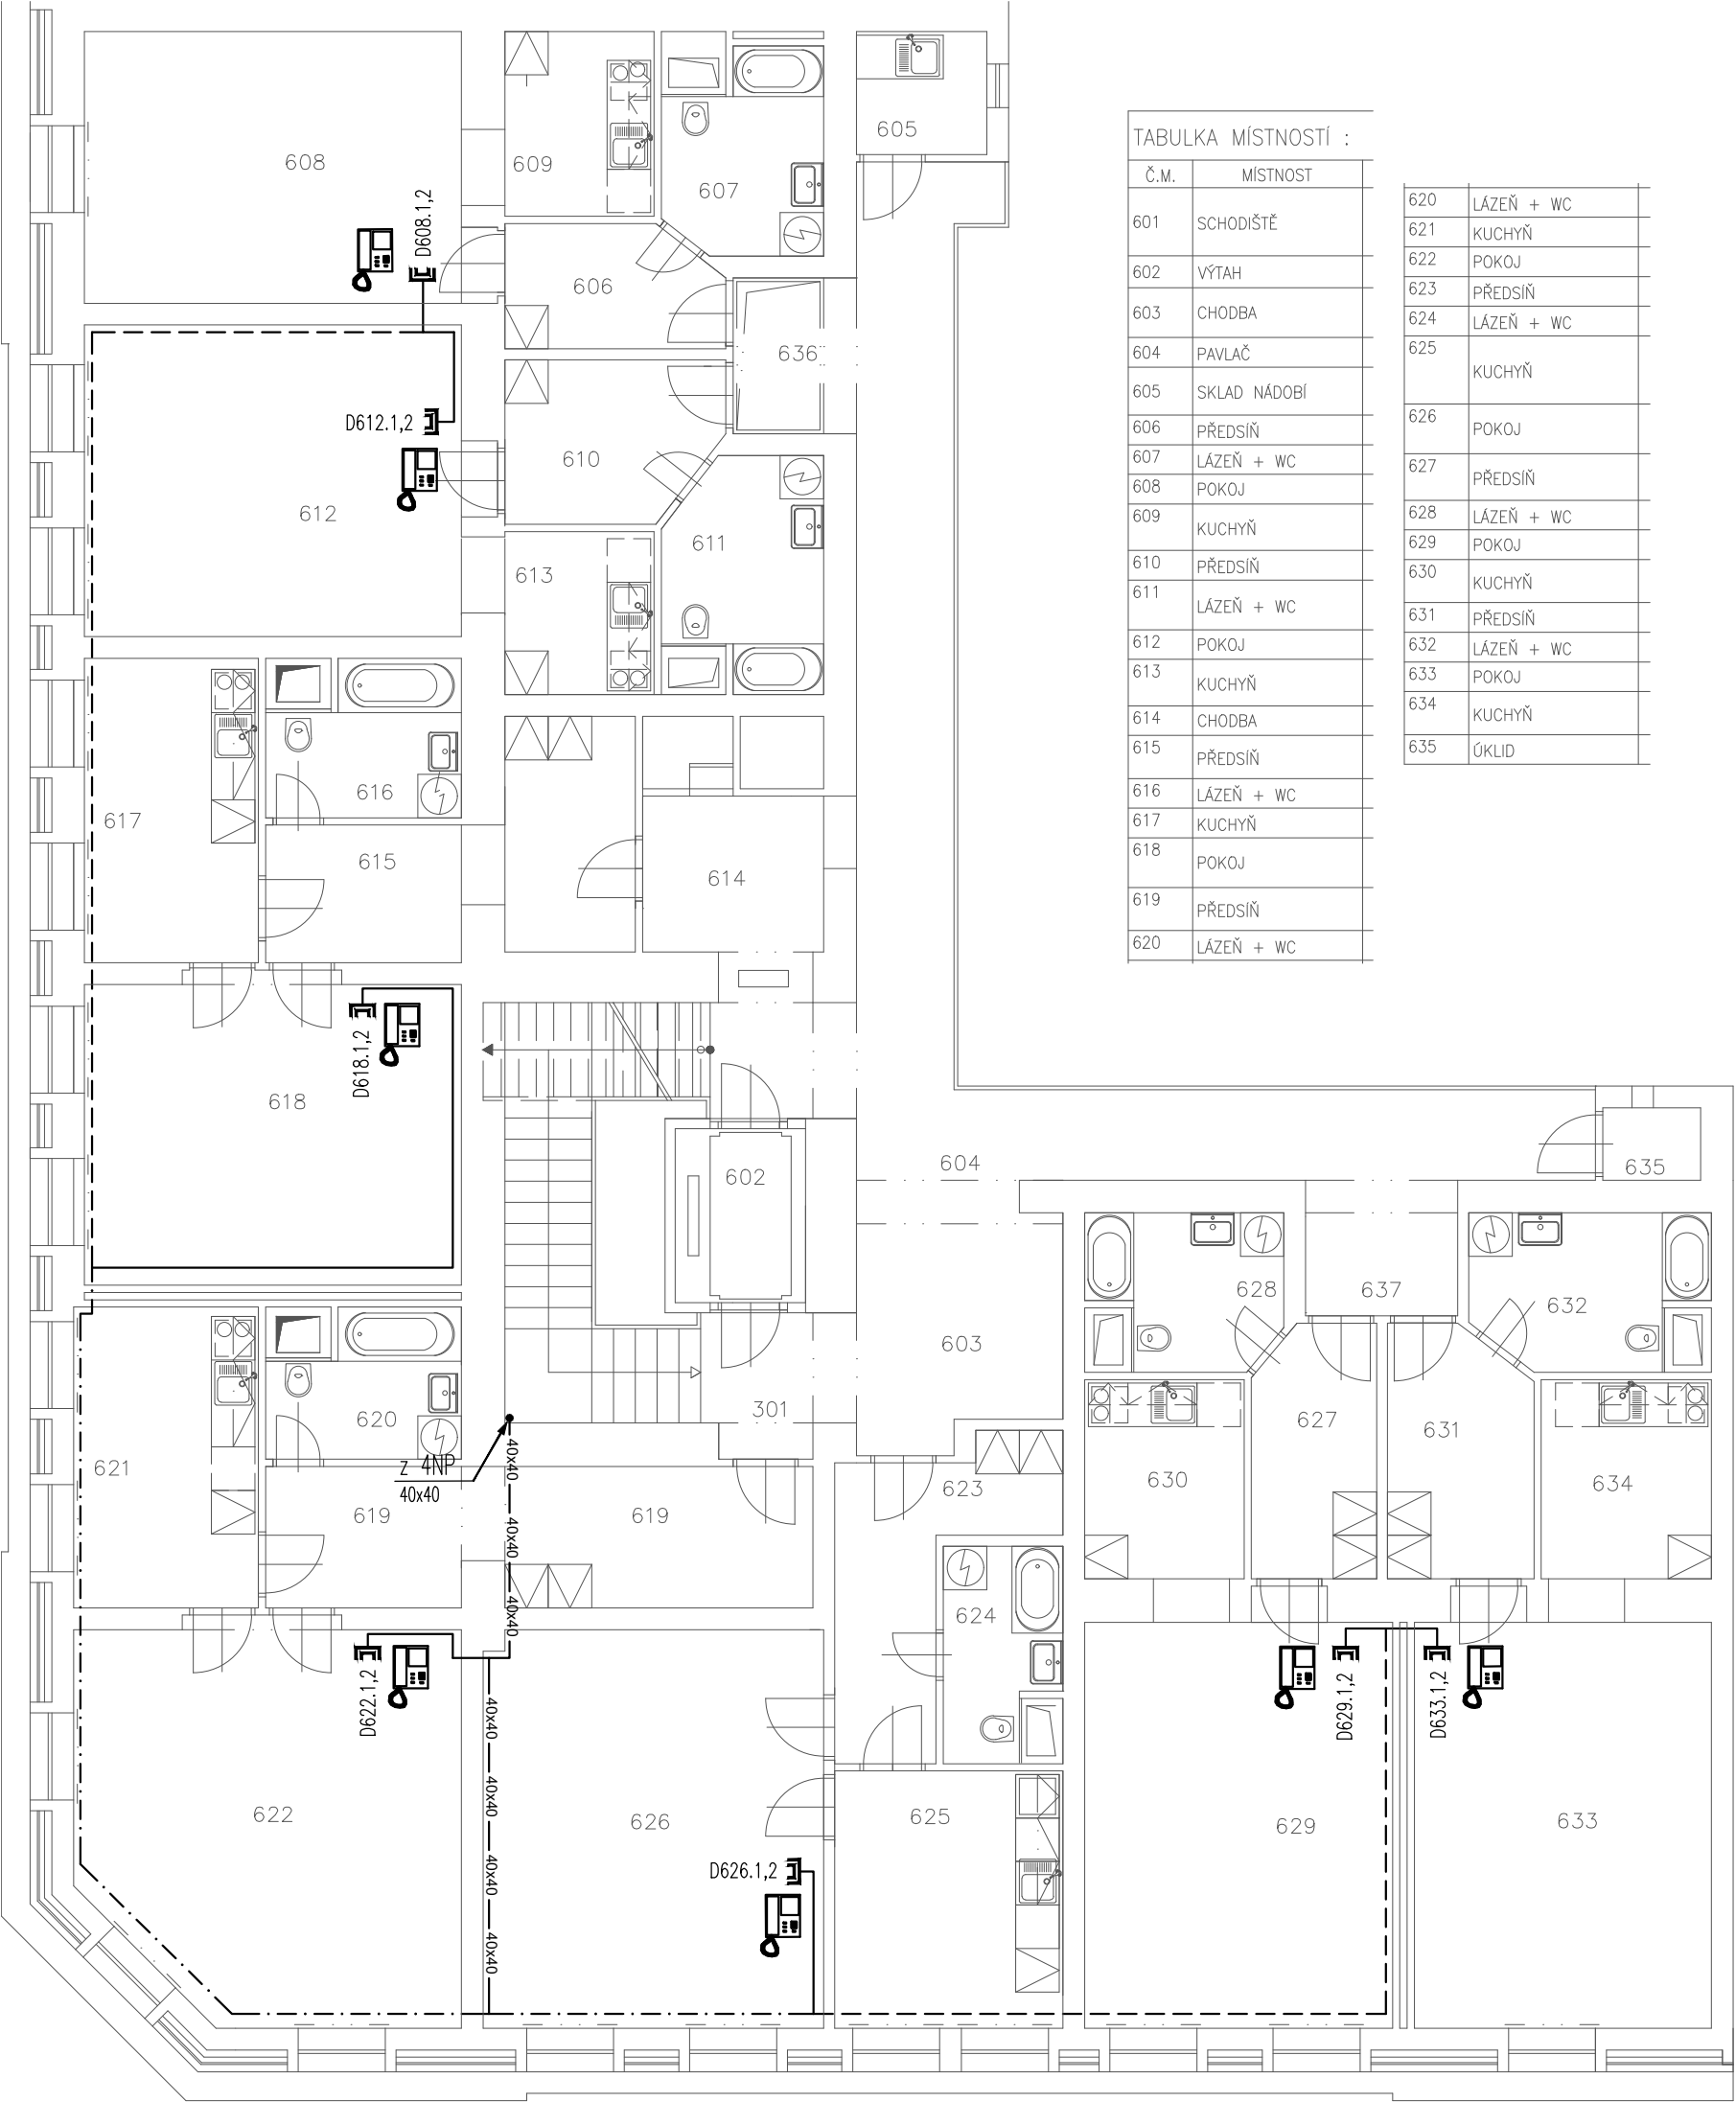 TABULKA MÍSTNOSTÍ :
Č.M. MÍSTNOST
601 SCHODIŠTĚ
602 VÝTAH
603 CHODBA
604 PAVLAČ
605 SKLAD NÁDOBÍ
606 PŘEDSÍŇ
607 LÁZEŇ + WC
608 POKOJ
609 KUCHYŇ
610 PŘEDSÍŇ
611 LÁZEŇ + WC
612 POKOJ
613 KUCHYŇ
614 CHODBA
615 PŘEDSÍŇ
616 LÁZEŇ + WC
617 KUCHYŇ
618 POKOJ
619 PŘEDSÍŇ
620 LÁZEŇ + WC
620 LÁZEŇ + WC
621 KUCHYŇ
622 POKOJ
623 PŘEDSÍŇ
624 LÁZEŇ + WC
625 KUCHYŇ
626 POKOJ
627 PŘEDSÍŇ
628 LÁZEŇ + WC
629 POKOJ
630 KUCHYŇ
631 PŘEDSÍŇ
632 LÁZEŇ + WC
633 POKOJ
634 KUCHYŇ
635 ÚKLID
605
608
609
607
D608.1,2
606
636
D612.1,2
610
612
611
613
616
617
615
614
D618.1,2
618
602
604
635
628
637
632
603
301
620
627
631
z 4NP
40x40
621
630
634
623
619
619
40x40
40x40
40x40
624
D622.1,2
D629.1,2
D633.1,2
40x40
40x40
40x40
40x40
622
626
625
629
633
D626.1,2